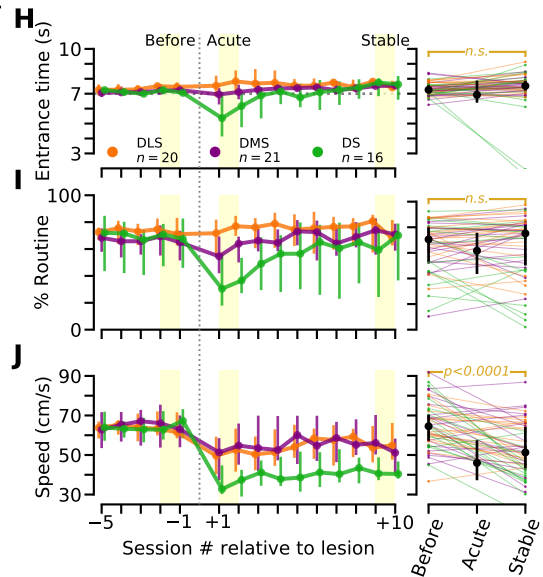 H
Before Acute Stable
Entrance time (s)
10
7
3
n.s.
DLS
n = 20
DMS
n = 21
DS
n = 16
I
% Routine
100
0
n.s.
J
Speed (cm/s)
90
70
50
30
p<0.0001
−5 −1 +1 +10
Session # relative to lesion
Before Acute Stable